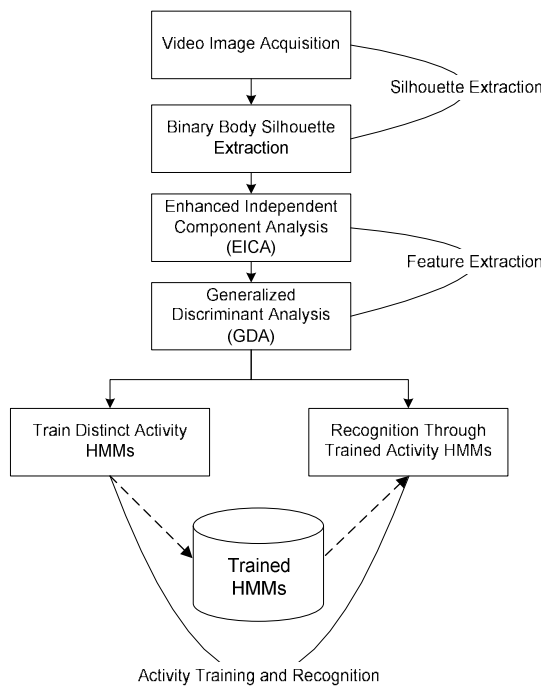 Video Image Acquisition
Silhouette Extraction
Binary Body Silhouette
Extraction
Enhanced Independent
Component Analysis
(EICA)
Feature Extraction
Generalized
Discriminant Analysis
(GDA)
Train Distinct Activity
HMMs
Recognition Through
Trained Activity HMMs
Trained
HMMs
Activity Training and Recognition